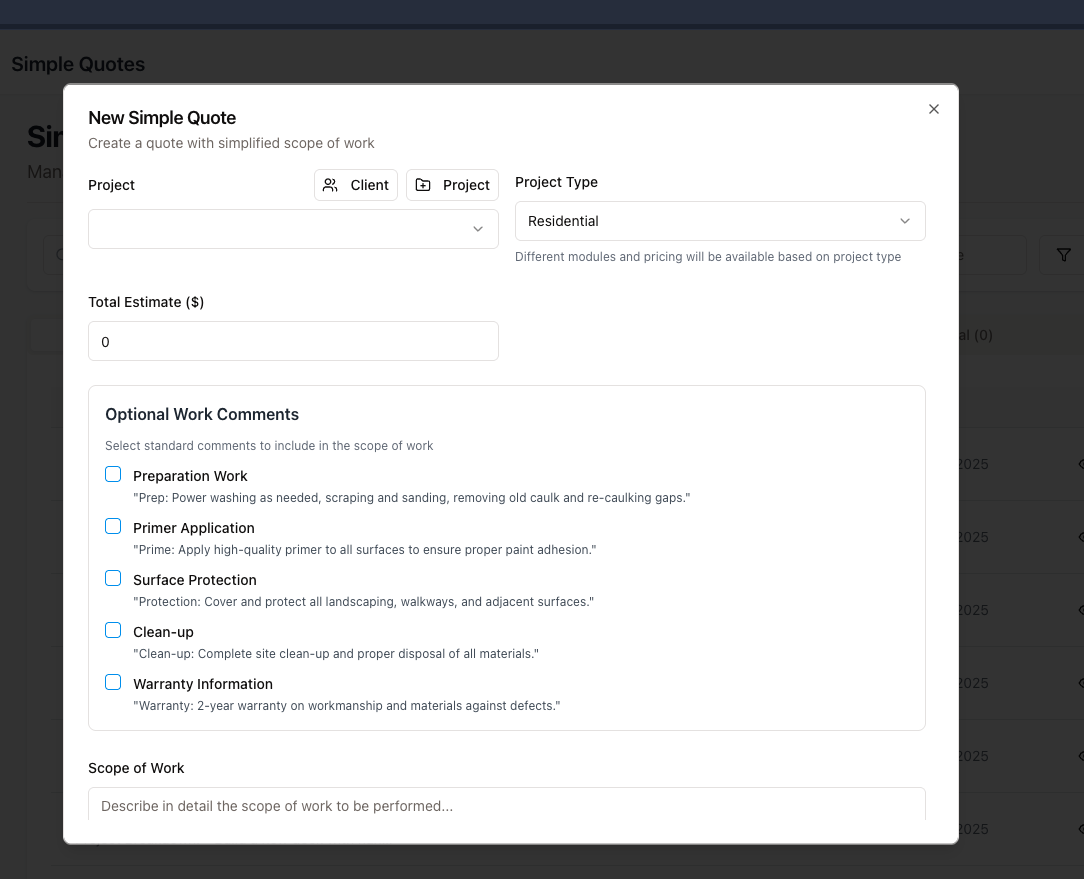 Simple Quotes
New Simple Quote
Create a quote with simplified scope of work
Project
Client
Project
Project Type
Residential
Different modules and pricing will be available based on project type
Total Estimate ($)
0
Optional Work Comments
Select standard comments to include in the scope of work
Preparation Work
"Prep: Power washing as needed, scraping and sanding, removing old caulk and re-caulking gaps."
Primer Application
"Prime: Apply high-quality primer to all surfaces to ensure proper paint adhesion."
Surface Protection
"Protection: Cover and protect all landscaping, walkways, and adjacent surfaces."
Clean-up
"Clean-up: Complete site clean-up and proper disposal of all materials."
Warranty Information
"Warranty: 2-year warranty on workmanship and materials against defects."
Scope of Work
Describe in detail the scope of work to be performed...
(0)
2025
2025
2025
2025
2025
2025